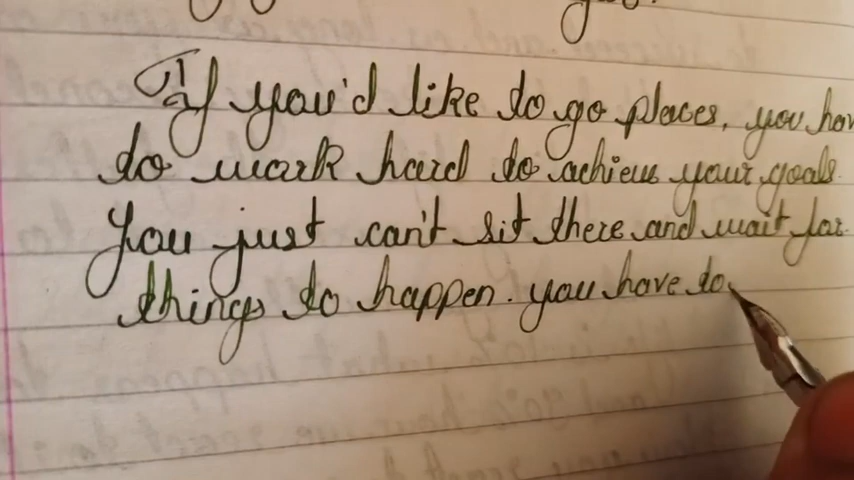 If you'd like to go places, you hav
to work hard to achieve your goals.
You just can't sit there and wait for
things to happen. you have to